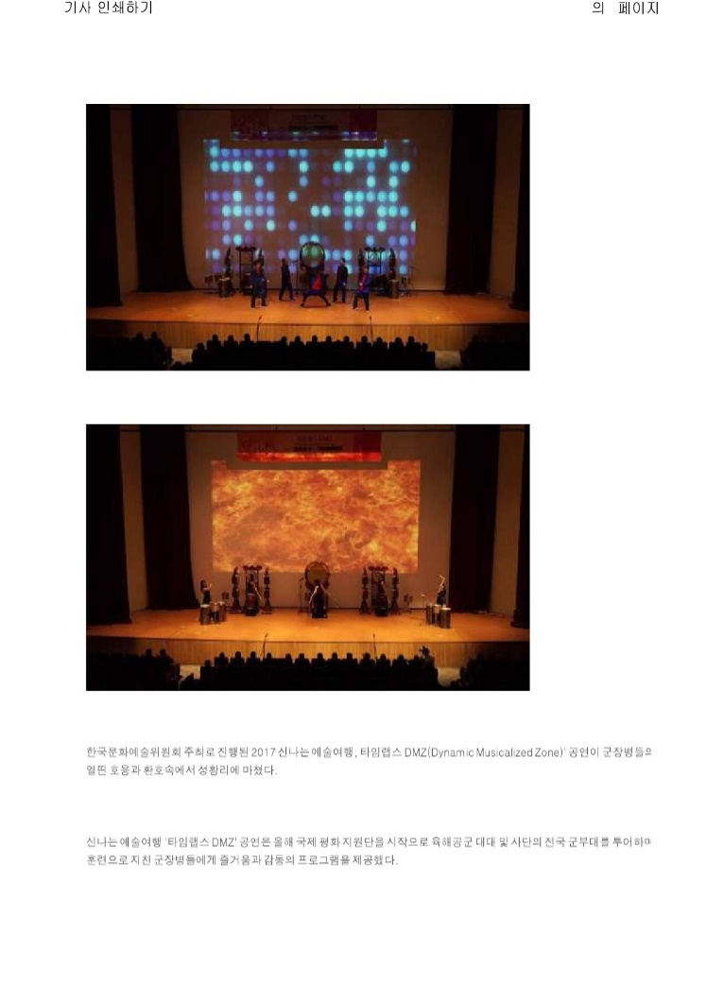 기사 인쇄하기
의 페이지
한국문화예술위원회 주최로 진행된 2017 신나는 예술여행, 타임랩스 DMZ(Dynamic Musicalized Zone)' 공연이 군장병들의
열띤 호응과 환호속에서 성황리에 마쳤다.
신나는 예술여행 '타임랩스 DMZ' 공연은 올해 국제 평화 지원단을 시작으로 육해공군 대대 및 사단의 전국 군부대를 투어하며
훈련으로 지친 군장병들에게 즐거움과 감동의 프로그램을 제공했다.